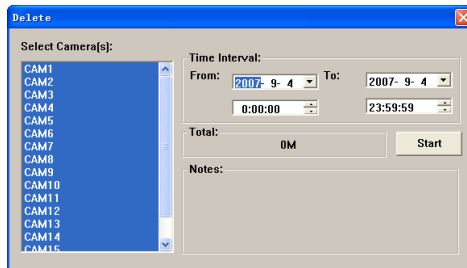 Delete
Select Camera(s):
CAM1
CAM2
CAM3
CAM4
CAM5
CAM6
CAM7
CAM8
CAM9
CAM10
CAM11
CAM12
CAM13
CAM14
CAM15
Time Interval:
From: 2007- 9- 4 To: 2007- 9- 4
0:00:00 23:59:59
Total:
0M
Start
Notes: